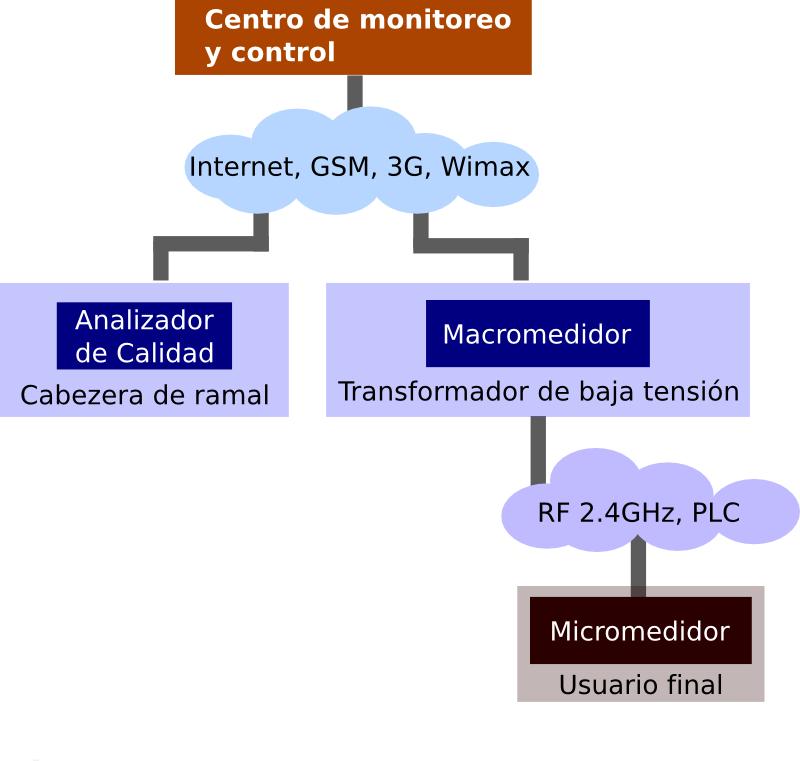 Centro de monitoreo
y control
Internet, GSM, 3G, Wimax
Analizador
de Calidad
Cabezera de ramal
Macromedidor
Transformador de baja tensión
RF 2.4GHz, PLC
Micromedidor
Usuario final